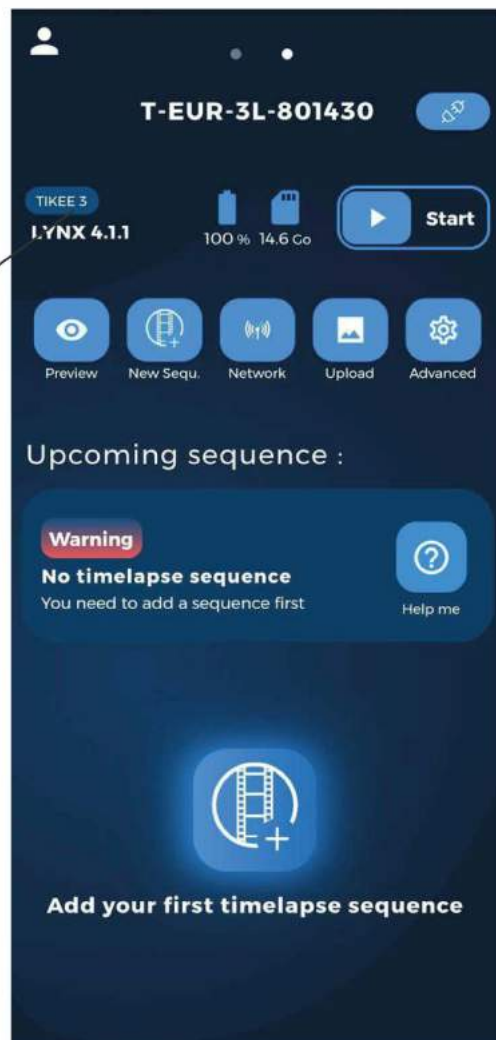 T-EUR-3L-801430
TIKEE 3
LYNX 4.1.1
100 % 14.6 Go
Start
Preview New Sequ. Network Upload Advanced
Upcoming sequence :
Warning
No timelapse sequence
You need to add a sequence first
Help me
Add your first timelapse sequence